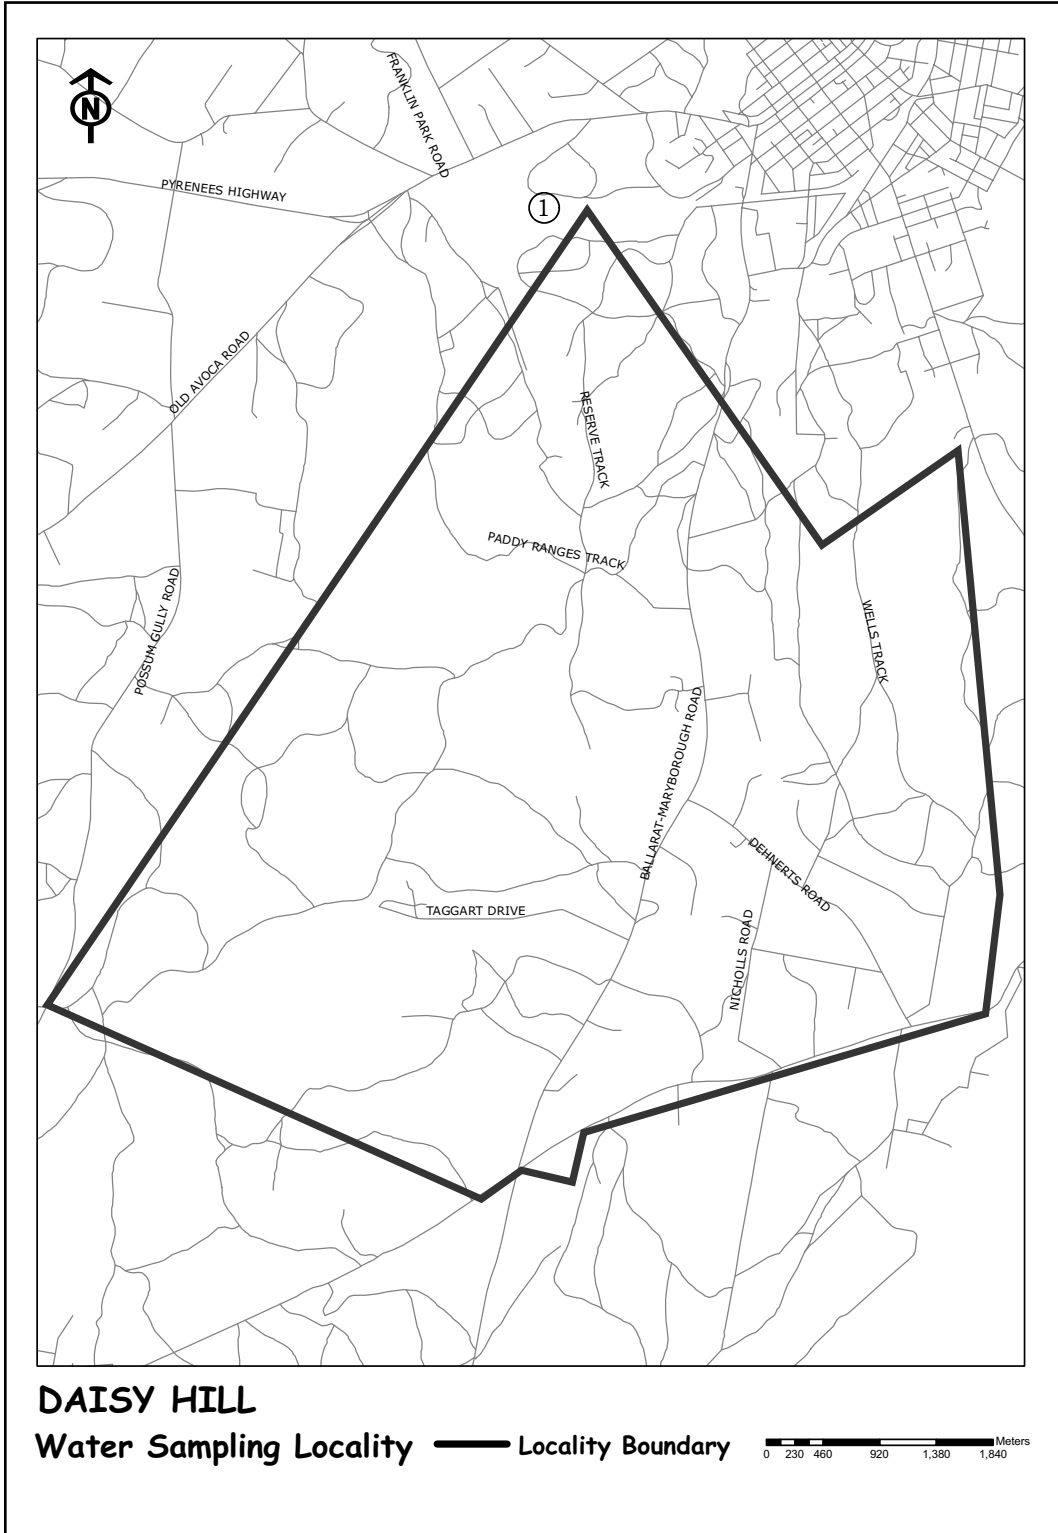 FRANKLIN PARK ROAD
N
PYRENEES HIGHWAY
1
OLD AVOCA ROAD
RESERVE TRACK
PADDY RANGES TRACK
POSSUM GULLY ROAD
WELLS TRACK
BALLARAT-MARYBOROUGH ROAD
DEHNERTS ROAD
TAGGART DRIVE
NICHOLLS ROAD
DAISY HILL
Water Sampling Locality
Locality Boundary
Meters
0 230 460 920 1,380 1,840